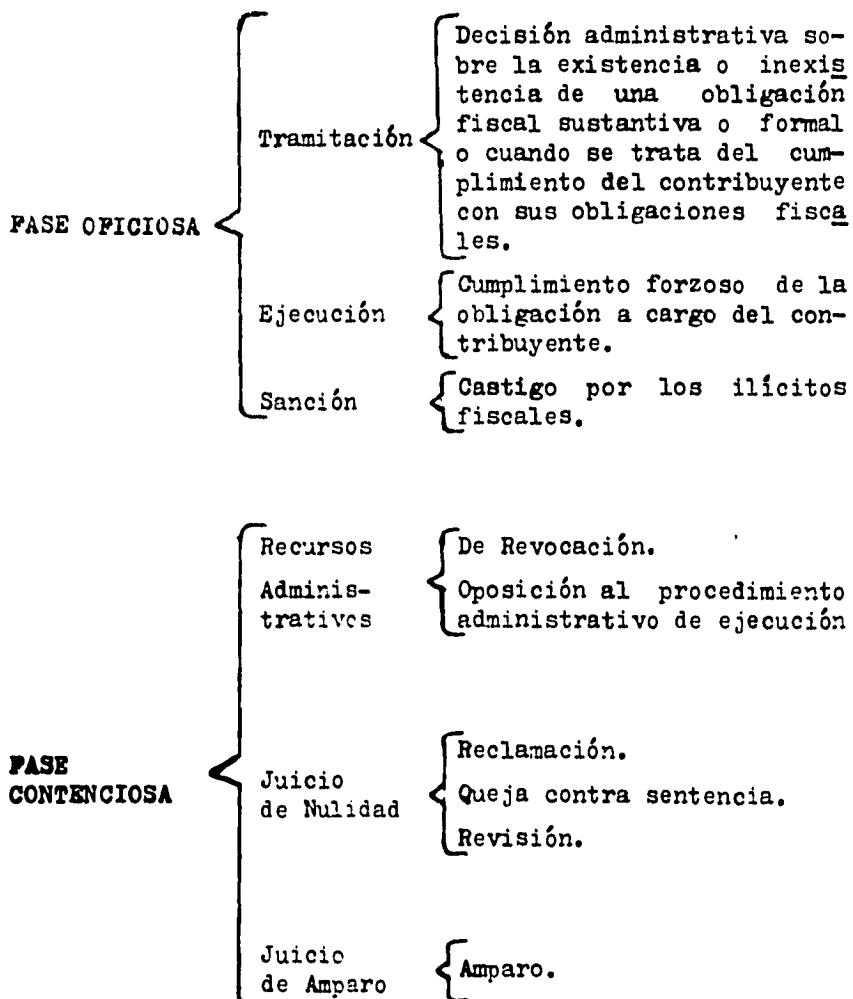 Decisión administrativa so-
bre la existencia o inexis
tencia de una obligación
fiscal sustantiva o formal
o cuando se trata del cum-
plimiento del contribuyente
con sus obligaciones fisca
les.
Tramitación
FASE OFICIOSA
Ejecución
Cumplimiento forzoso de la
obligación a cargo del con-
tribuyente.
Sanción
Castigo por los ilícitos
fiscales.
FASE
CONTENCIOSA
Recursos
Adminis-
trativos
De Revocación.
Oposición al procedimiento
administrativo de ejecución
Juicio
de Nulidad
Reclamación.
Queja contra sentencia.
Revisión.
Juicio
de Amparo
Amparo.